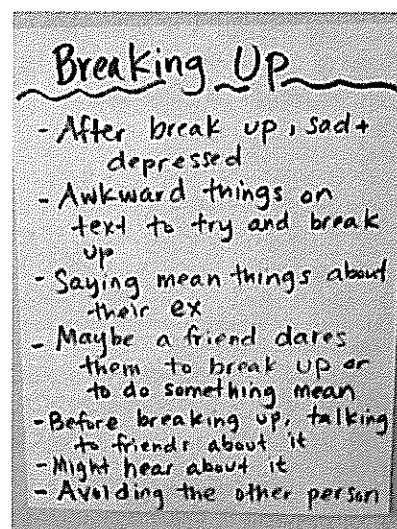 Breaking Up
- After break up, sad +
depressed
- Awkward things on
text to try and break
up
- Saying mean things about
their ex
- Maybe a friend dares
them to break up or
to do something mean
- Before breaking up, talking
to friends about it
- Might hear about it
- Avoiding the other person